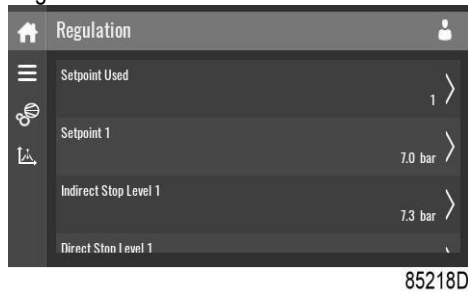 Regulation
Setpoint Used
1
Setpoint 1
7.0 bar
Indirect Stop Level 1
7.3 bar
Direct Stop Level 1
85218D